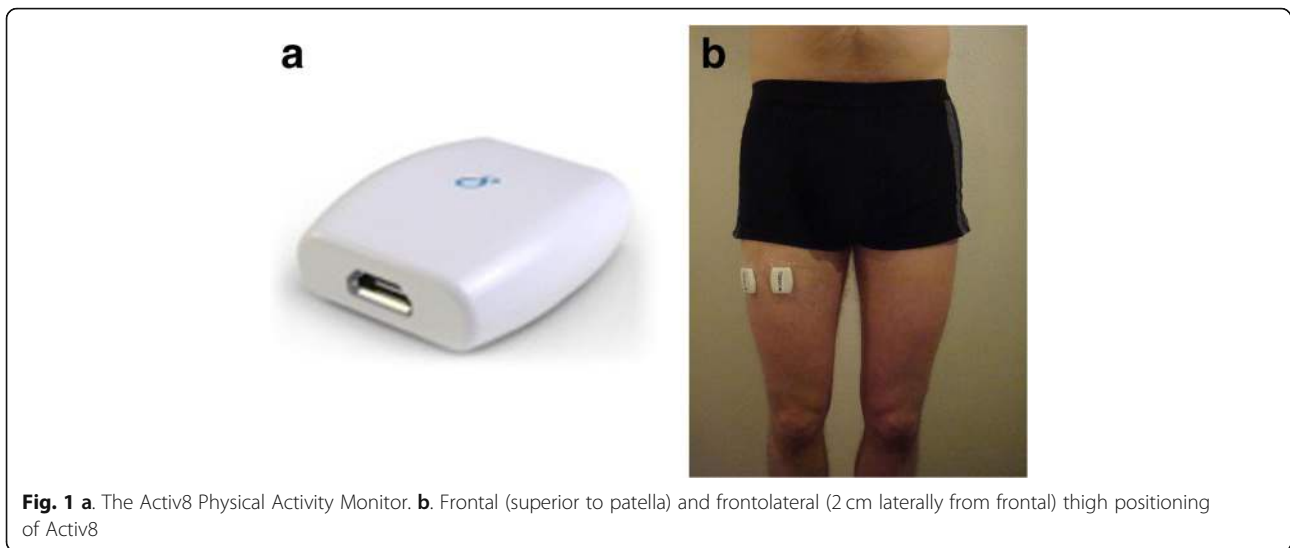 a
b
Fig. 1 a. The Activ8 Physical Activity Monitor. b. Frontal (superior to patella) and frontolateral (2 cm laterally from frontal) thigh positioning
of Activ8